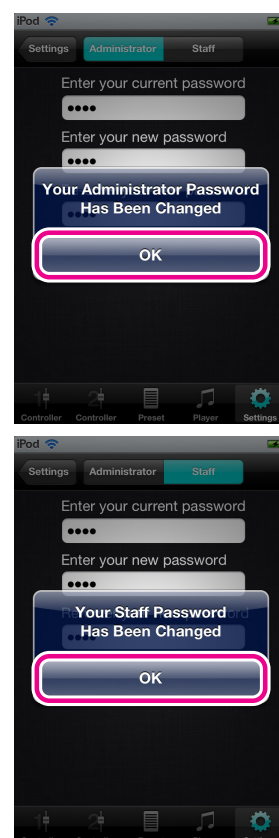 iPod
Settings Administrator Staff
Enter your current password
••••
Enter your new password
••••
Your Administrator Password
Has Been Changed
OK
Controller Controller Preset Player Settings
iPod
Settings Administrator Staff
Enter your current password
••••
Enter your new password
••••
Your Staff Password
Has Been Changed
OK